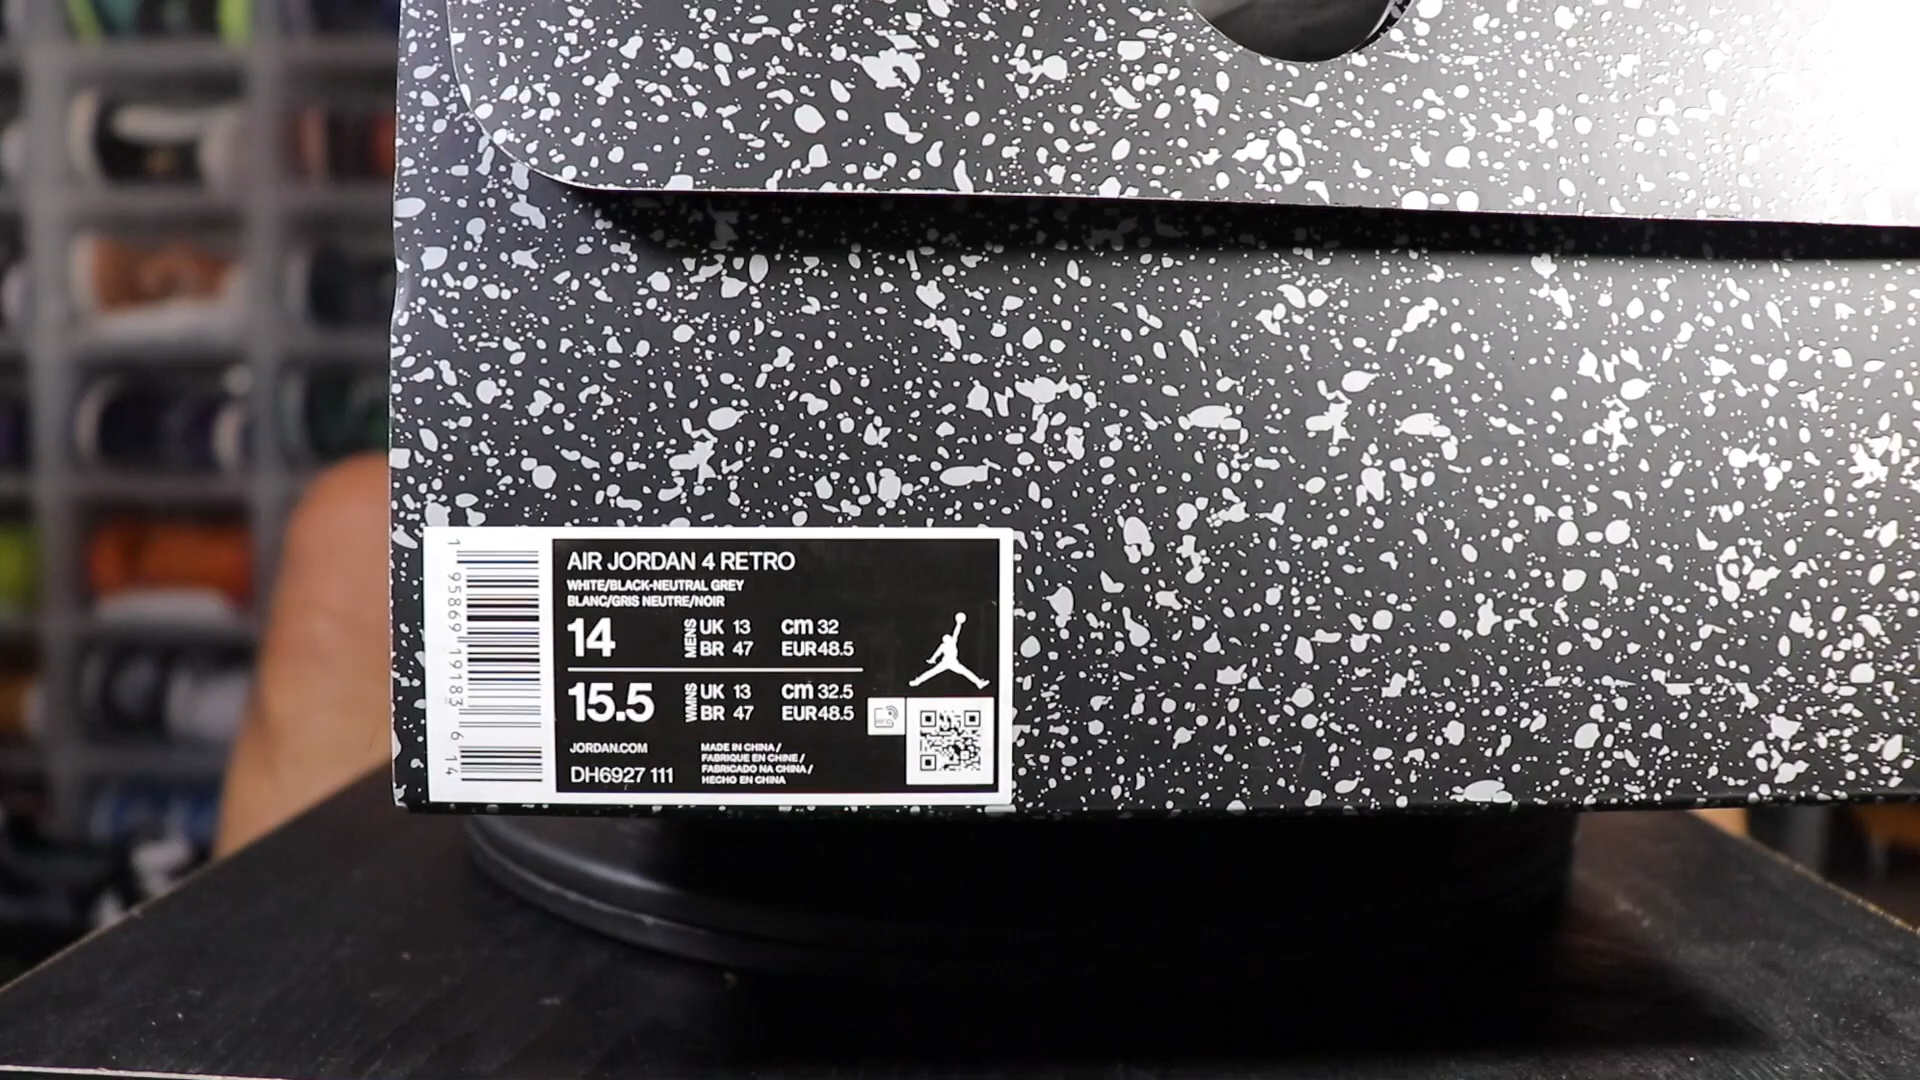 AIR JORDAN 4 RETRO
WHITE/BLACK-NEUTRAL GREY
BLANC/GRIS NEUTRE/NOIR
14 MENS UK 13 cm 32
BR 47 EUR 48.5
15.5 WMNS UK 13 cm 32.5
BR 47 EUR 48.5
JORDAN.COM
DH6927 111
MADE IN CHINA /
FABRIQUE EN CHINE /
FABRICADO NA CHINA /
HECHO EN CHINA
RFID
1 95869 19183 6 14